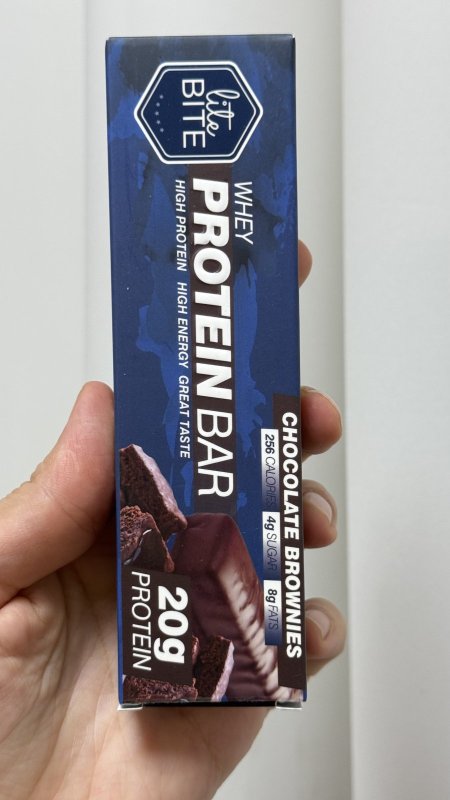 lite
BITE
WHEY
PROTEIN BAR
HIGH PROTEIN HIGH ENERGY GREAT TASTE
CHOCOLATE BROWNIES
256 CALORIES 4g SUGAR 8g FATS
20g
PROTEIN